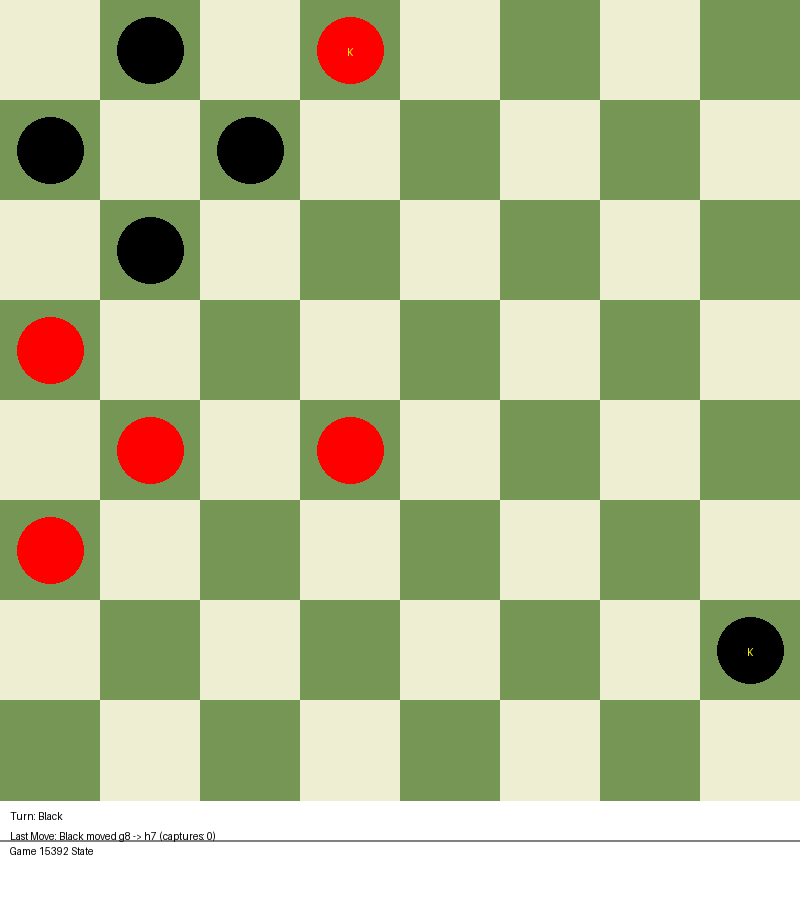 K
K
Turn: Black
Last Move: Black moved g8 -> h7 (captures: 0)
Game 15392 State